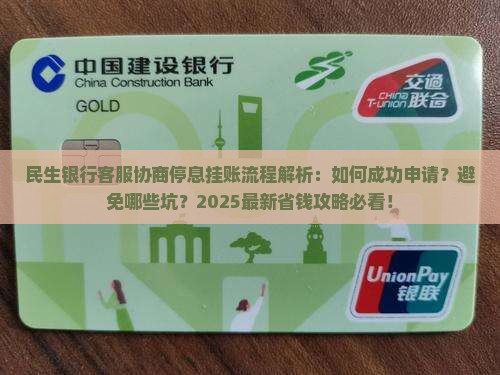 中国建设银行
China Construction Bank
GOLD
交通
联合
CHINA
T-UNION
民生银行客服协商停息挂账流程解析：如何成功申请？避
免哪些坑？2025最新省钱攻略必看！
UnionPay
银联